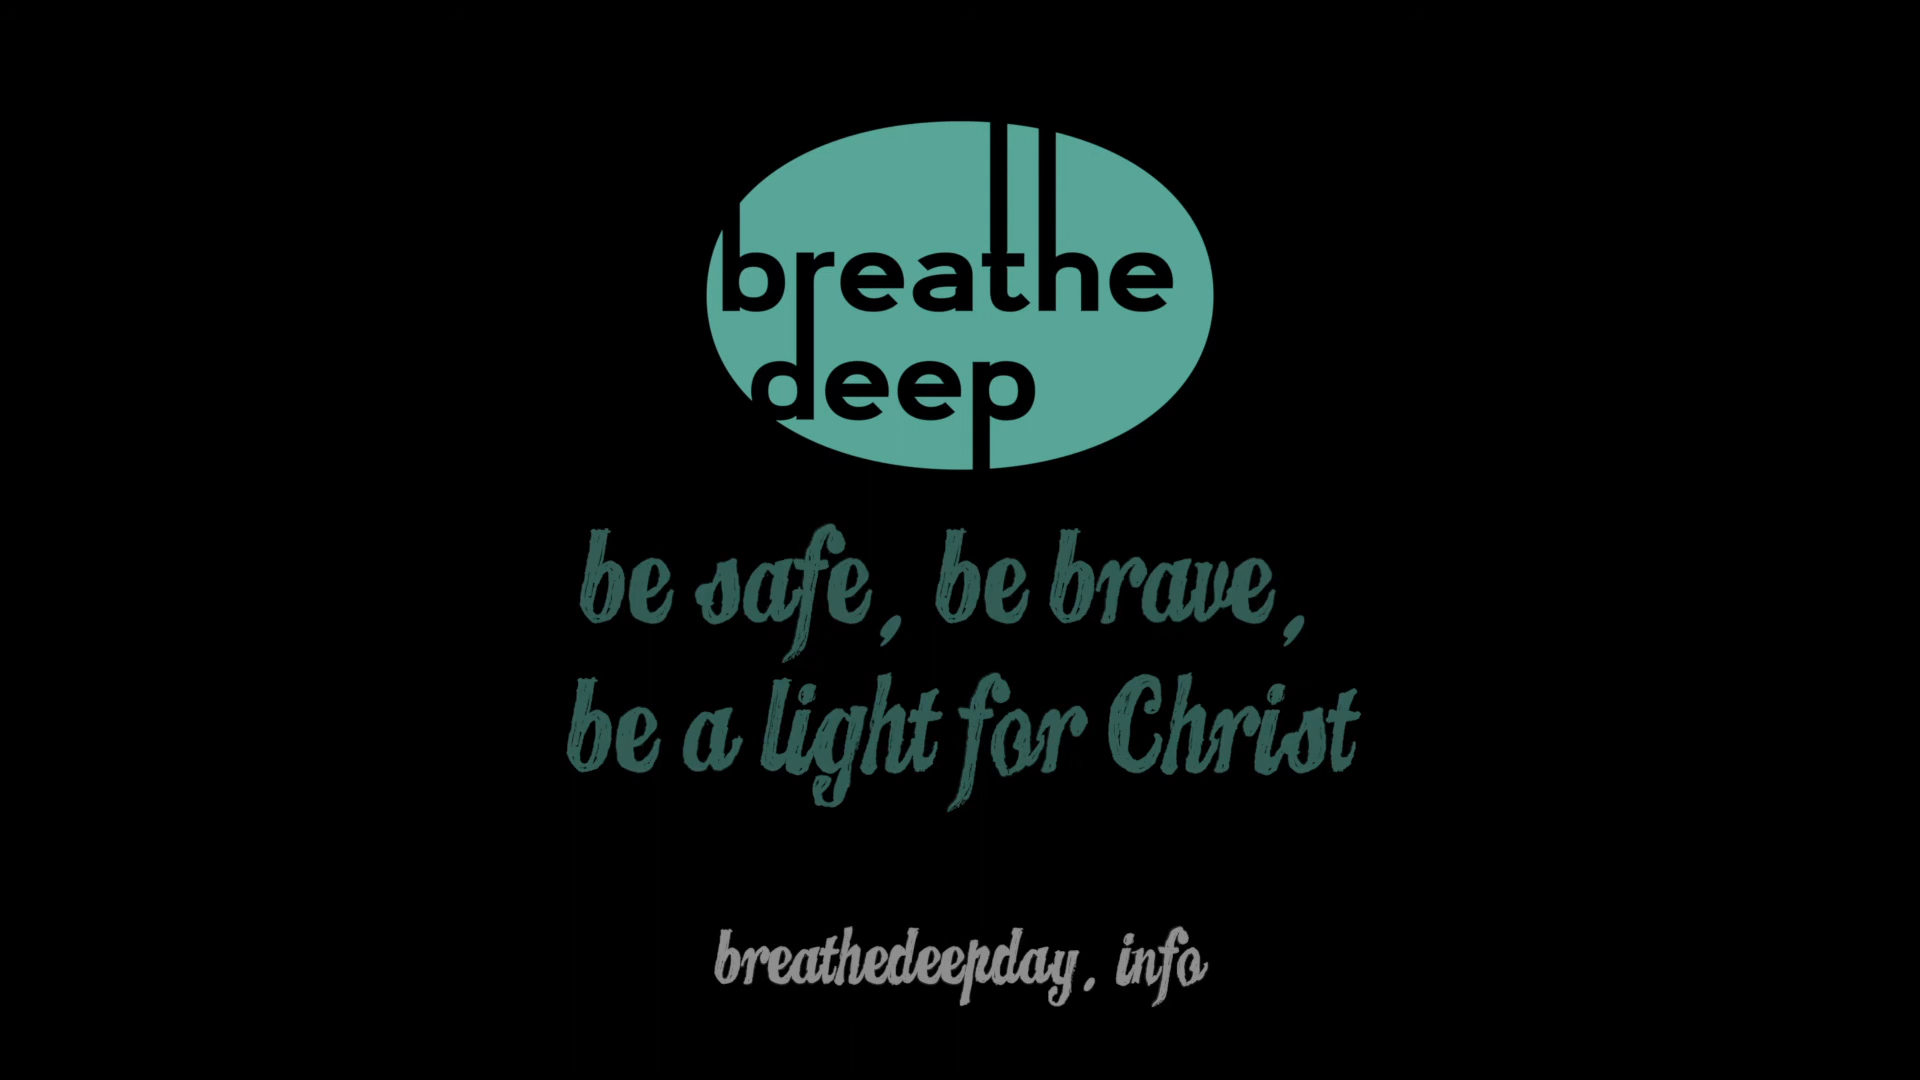 breathe
deep
be safe, be brave,
be a light for Christ
breathedeepday.info